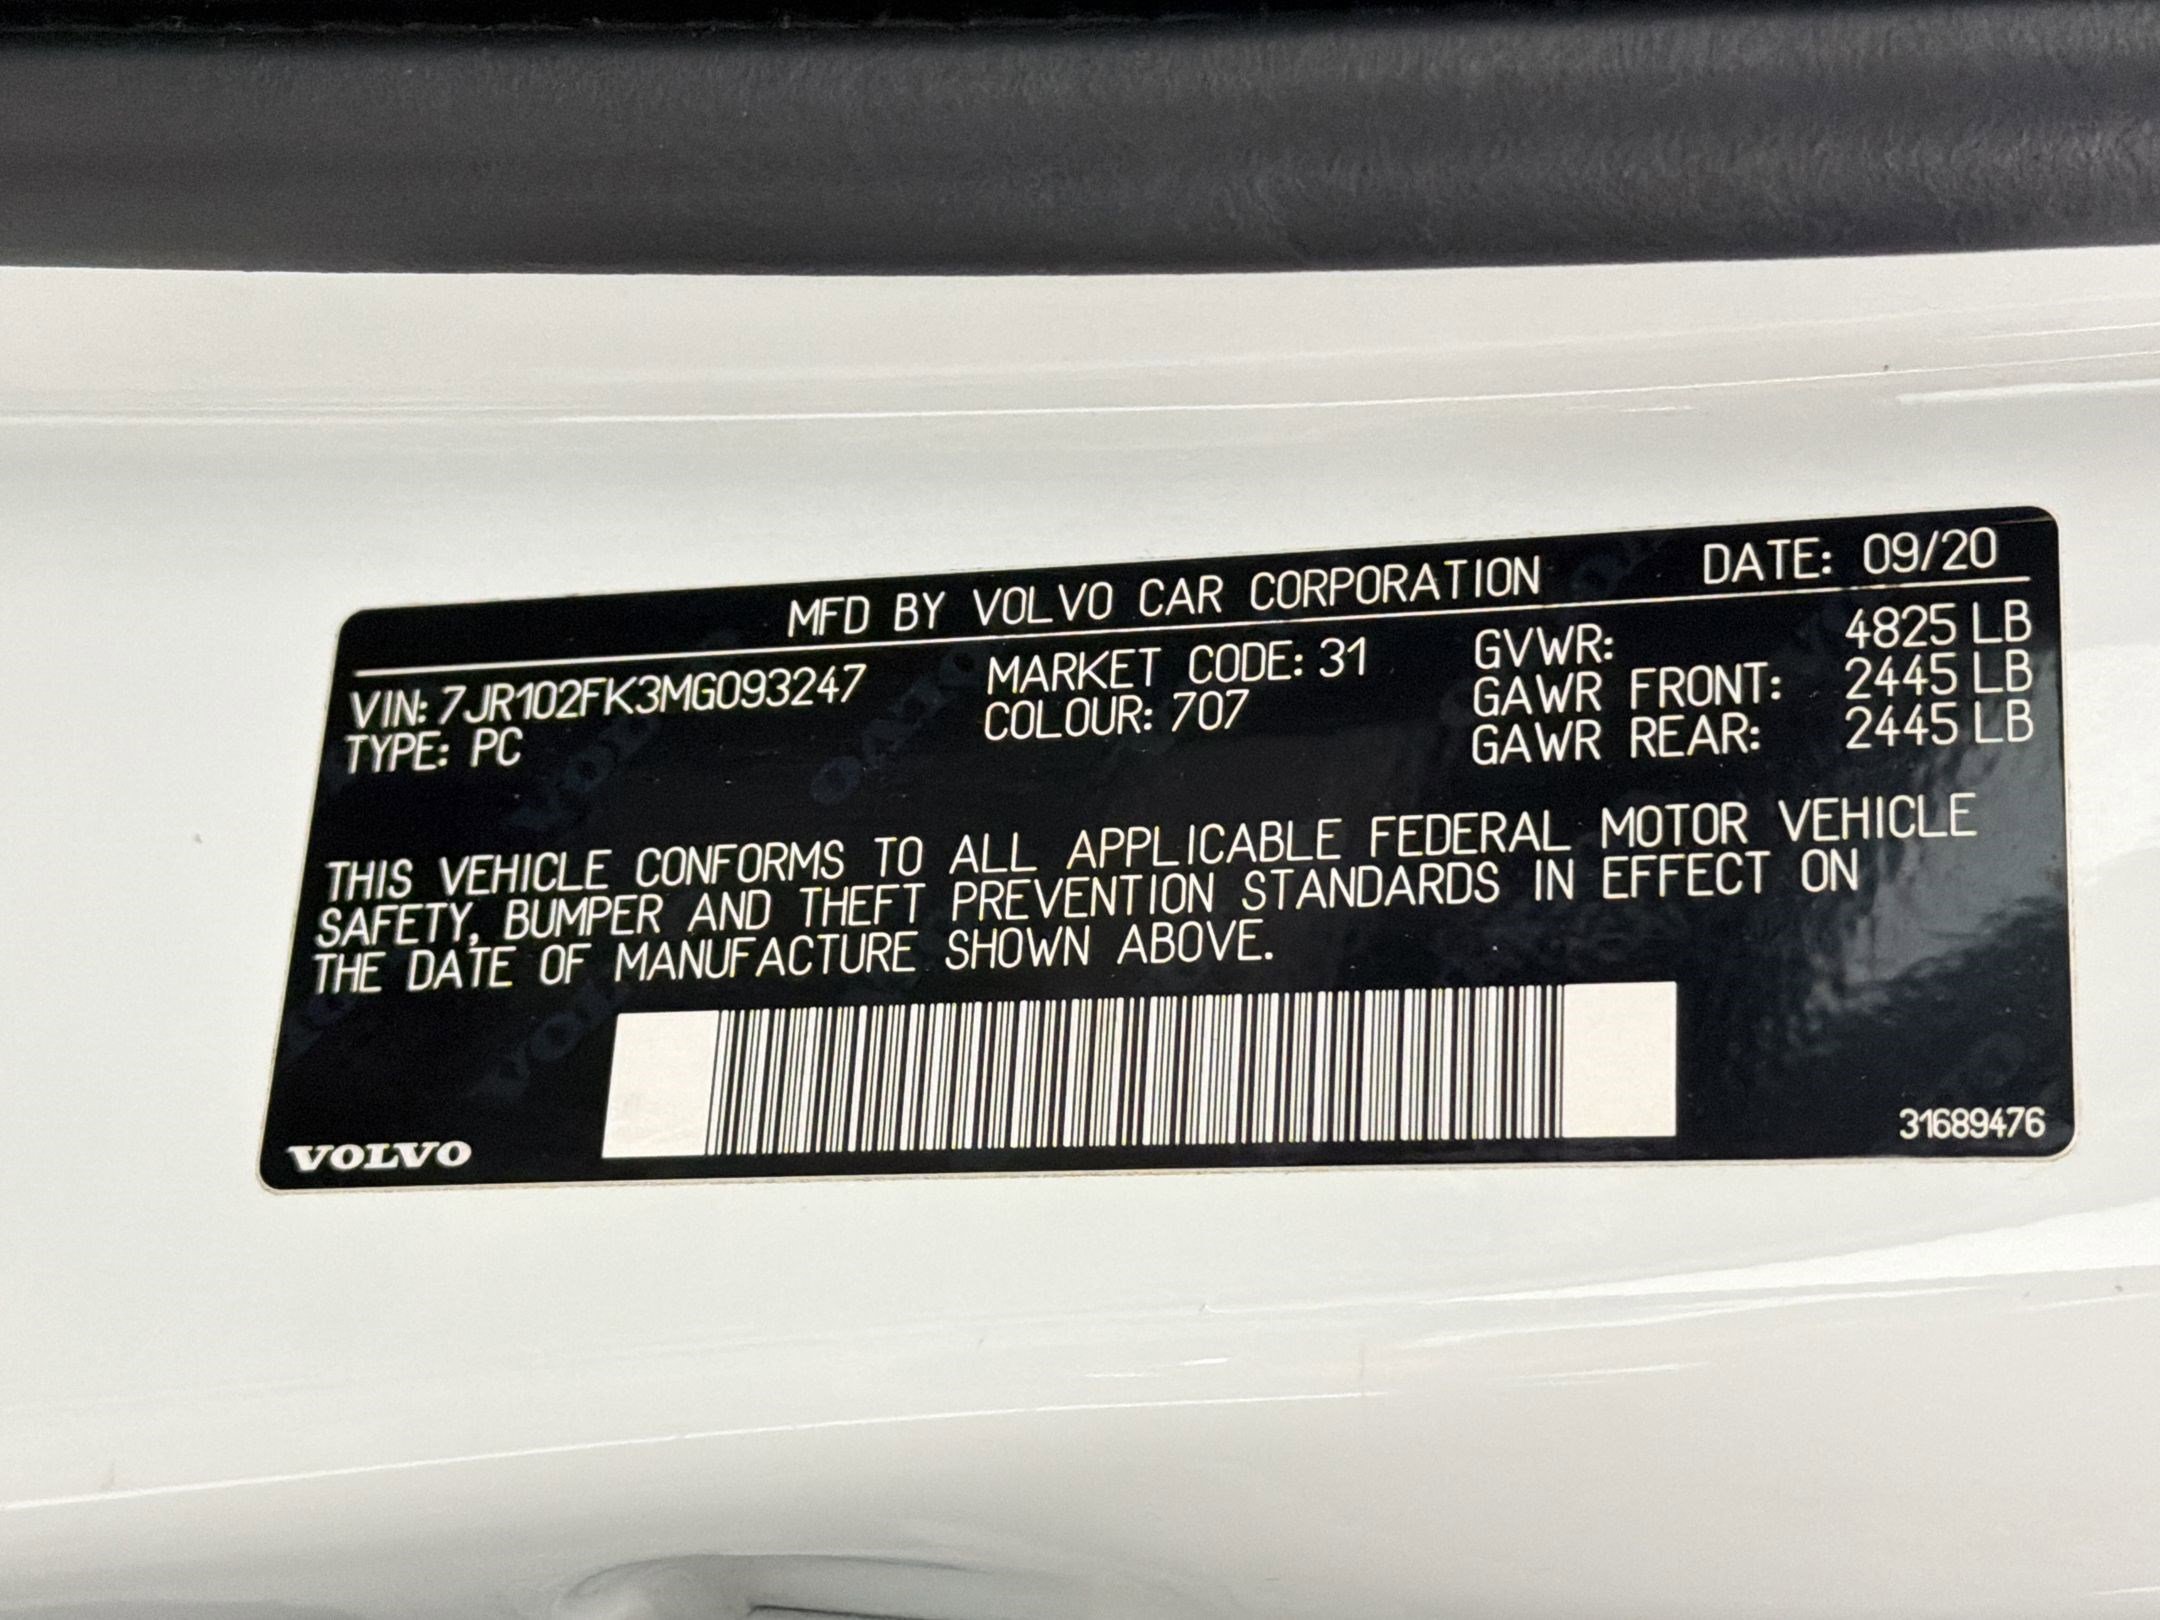 MFD BY VOLVO CAR CORPORATION DATE: 09/20
VIN: 7JR102FK3MG093247 MARKET CODE: 31 GVWR: 4825 LB
TYPE: PC COLOUR: 707 GAWR FRONT: 2445 LB
GAWR REAR: 2445 LB
THIS VEHICLE CONFORMS TO ALL APPLICABLE FEDERAL MOTOR VEHICLE
SAFETY, BUMPER AND THEFT PREVENTION STANDARDS IN EFFECT ON
THE DATE OF MANUFACTURE SHOWN ABOVE.
VOLVO 31689476